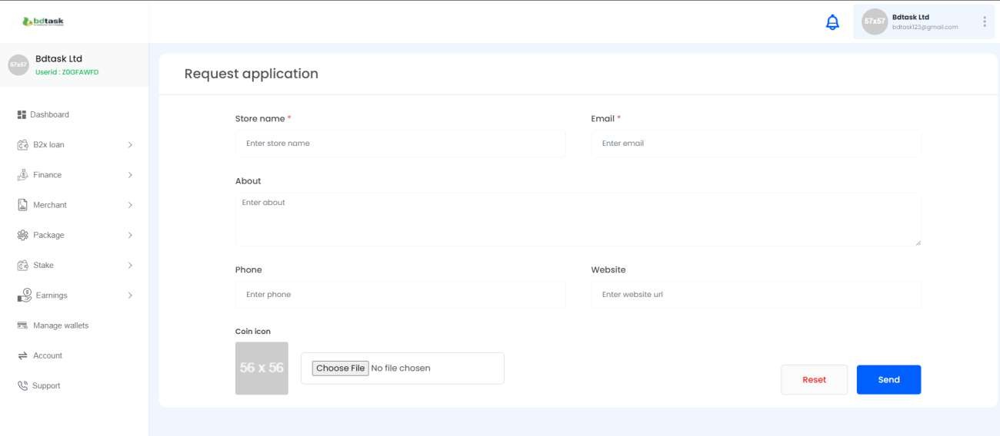 bdtask
57x57
Bdtask Ltd
bdtask123@gmail.com
57x57
Bdtask Ltd
Userid : Z0GFAWFD
Dashboard
B2x loan
Finance
Merchant
Package
Stake
Earnings
Manage wallets
Account
Support
Request application
Store name *
Email *
Enter store name
Enter email
About
Enter about
Phone
Website
Enter phone
Enter website url
Coin icon
56 x 56
Choose File No file chosen
Reset
Send